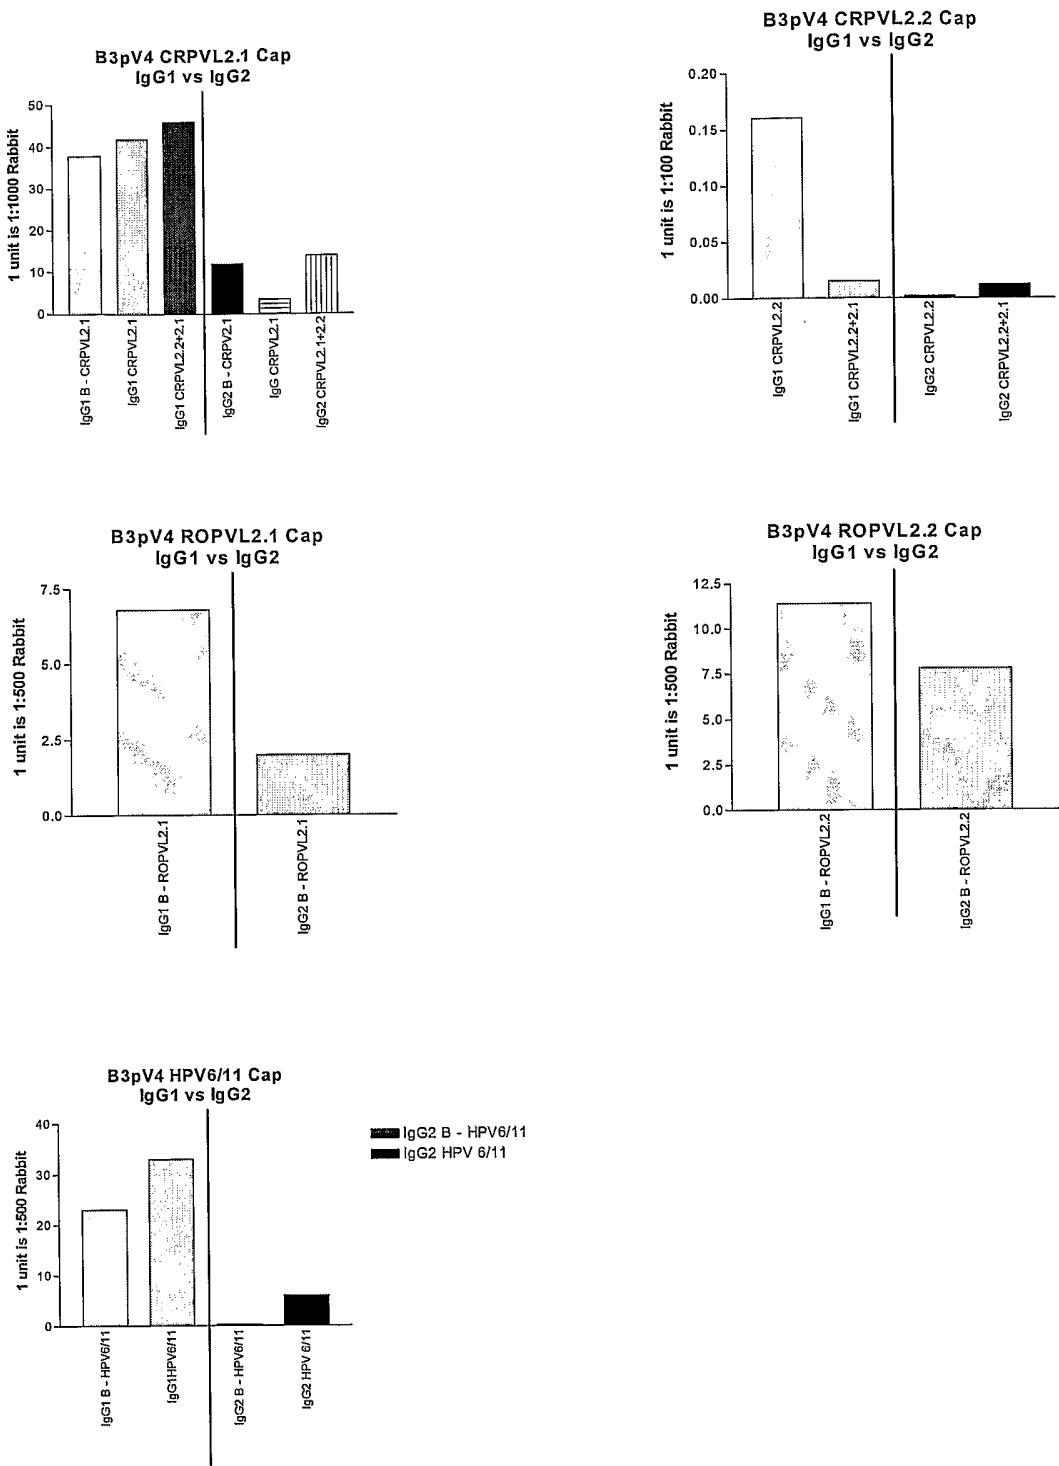 B3pV4 CRPVL2.1 Cap
IgG1 vs IgG2
1 unit is 1:1000 Rabbit
50
40
30
20
10
0
IgG1 B - CRPVL2.1
IgG1 CRPVL2.1
IgG1 CRPVL2.2+2.1
IgG2 B - CRPV2.1
IgG CRPVL2.1
IgG2 CRPVL2.1+2.2
B3pV4 CRPVL2.2 Cap
IgG1 vs IgG2
1 unit is 1:100 Rabbit
0.20
0.15
0.10
0.05
0.00
IgG1 CRPVL2.2
IgG1 CRPVL2.2+2.1
IgG2 CRPVL2.2
IgG2 CRPVL2.2+2.1
B3pV4 ROPVL2.1 Cap
IgG1 vs IgG2
1 unit is 1:500 Rabbit
7.5
5.0
2.5
0.0
IgG1 B - ROPVL2.1
IgG2 B - ROPVL2.1
B3pV4 ROPVL2.2 Cap
IgG1 vs IgG2
1 unit is 1:500 Rabbit
12.5
10.0
7.5
5.0
2.5
0.0
IgG1 B - ROPVL2.2
IgG2 B - ROPVL2.2
B3pV4 HPV6/11 Cap
IgG1 vs IgG2
1 unit is 1:500 Rabbit
40
30
20
10
0
IgG1 B - HPV6/11
IgG1HPV6/11
IgG2 B - HPV6/11
IgG2 HPV 6/11
IgG2 B - HPV6/11
IgG2 HPV 6/11